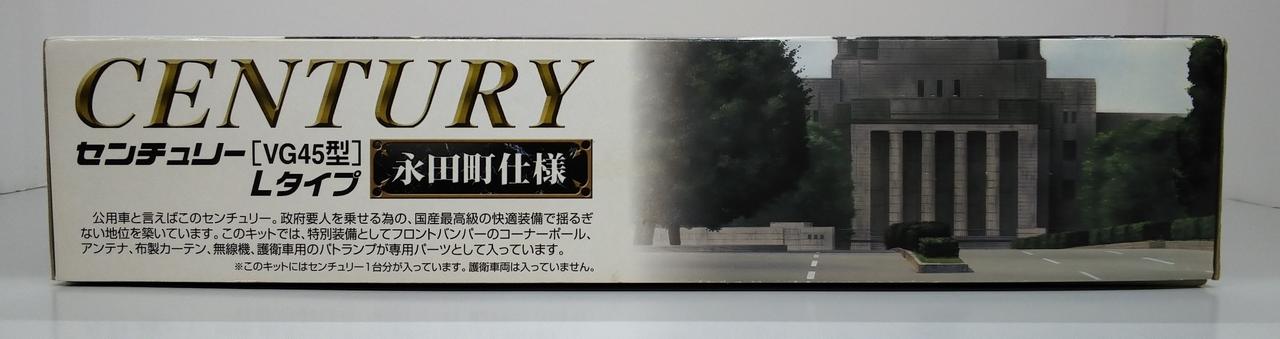 CENTURY
センチュリー[VG45型]
Lタイプ
永田町仕様
公用車と言えばこのセンチュリー。政府要人を乗せる為の、国産最高級の快適装備で揺るぎ
ない地位を築いています。このキットでは、特別装備としてフロントバンパーのコーナーポール、
アンテナ、布製カーテン、無線機、護衛車用のパトランプが専用パーツとして入っています。
※このキットにはセンチュリー1台分が入っています。護衛車両は入っていません。